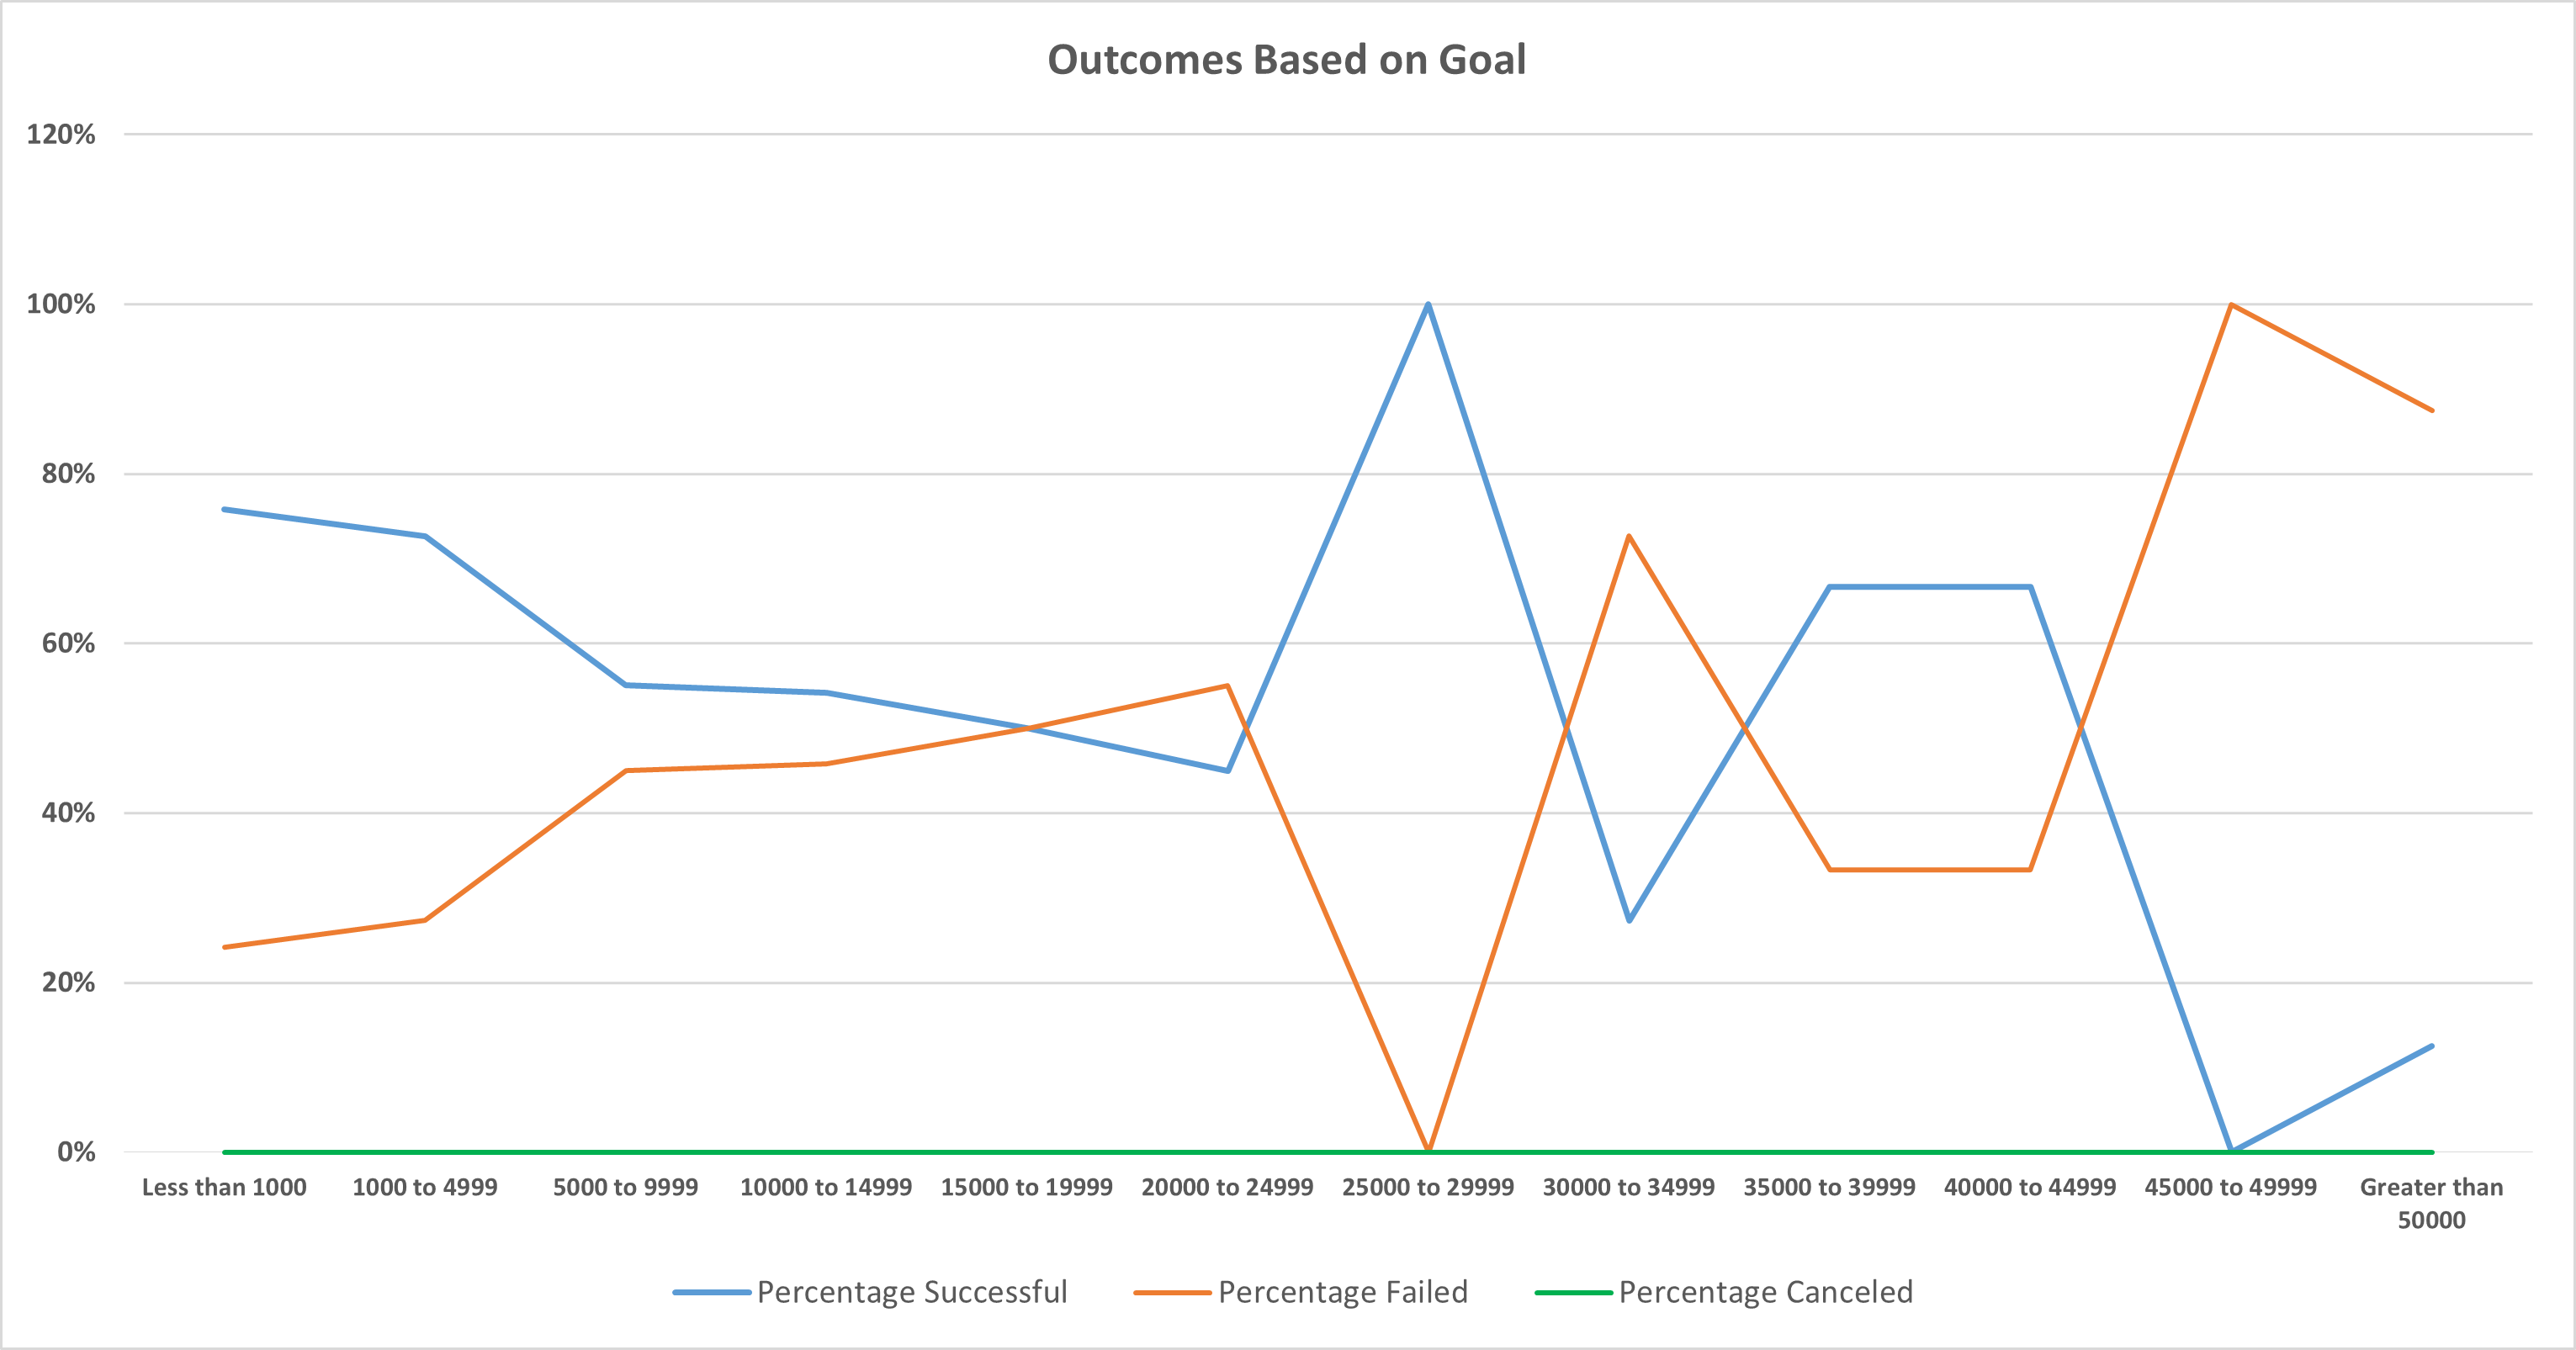 Outcomes Based on Goal
120%
100%
80%
60%
40%
20%
0%
Less than 1000
1000 to 4999
5000 to 9999
10000 to 14999
15000 to 19999
20000 to 24999
25000 to 29999
30000 to 34999
35000 to 39999
40000 to 44999
45000 to 49999
Greater than
50000
Percentage Successful
Percentage Failed
Percentage Canceled